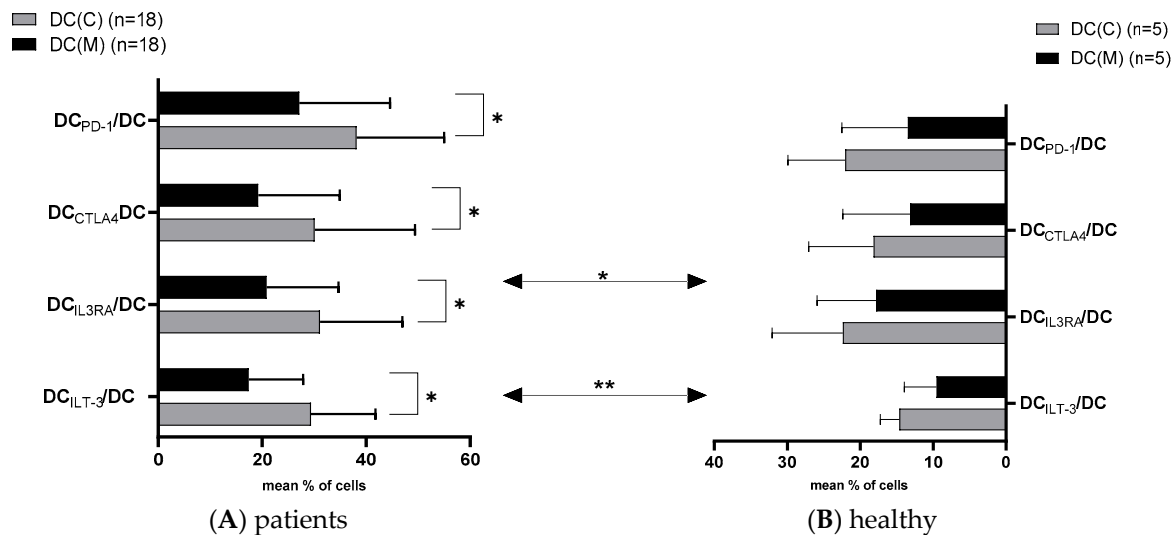 DC(C) (n=18)
DC(M) (n=18)
DC(C) (n=5)
DC(M) (n=5)
DCPD-1/DC
*
DCCTLA4DC
*
DCIL3RA/DC
*
DCILT-3/DC
*
*
**
DCPD-1/DC
DCCTLA4/DC
DCIL3RA/DC
DCILT-3/DC
0 20 40 60
mean % of cells
40 30 20 10 0
mean % of cells
(A) patients
(B) healthy